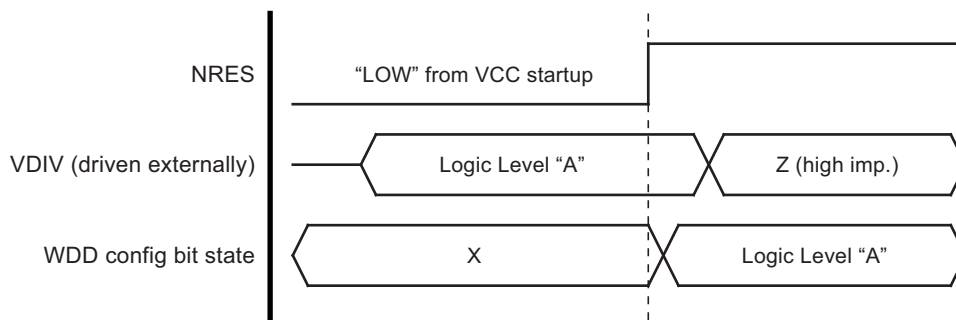 NRES
“LOW” from VCC startup
VDIV (driven externally)
Logic Level “A”
Z (high imp.)
WDD config bit state
X
Logic Level “A”